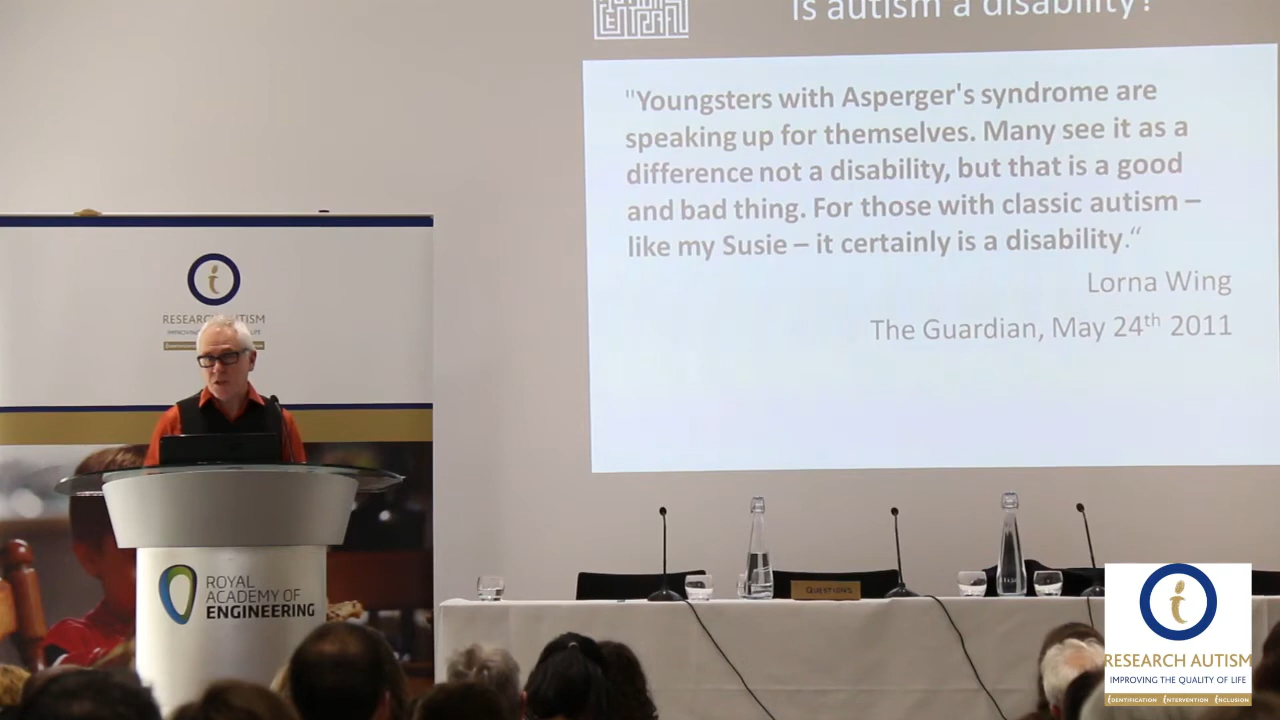 Is autism a disability?
"Youngsters with Asperger's syndrome are
speaking up for themselves. Many see it as a
difference not a disability, but that is a good
and bad thing. For those with classic autism –
like my Susie – it certainly is a disability.“
Lorna Wing
The Guardian, May 24th 2011
RESEARCH AUTISM
ROYAL
ACADEMY OF
ENGINEERING
QUESTIONS
RESEARCH AUTISM
IMPROVING THE QUALITY OF LIFE
IDENTIFICATION INTERVENTION INCLUSION